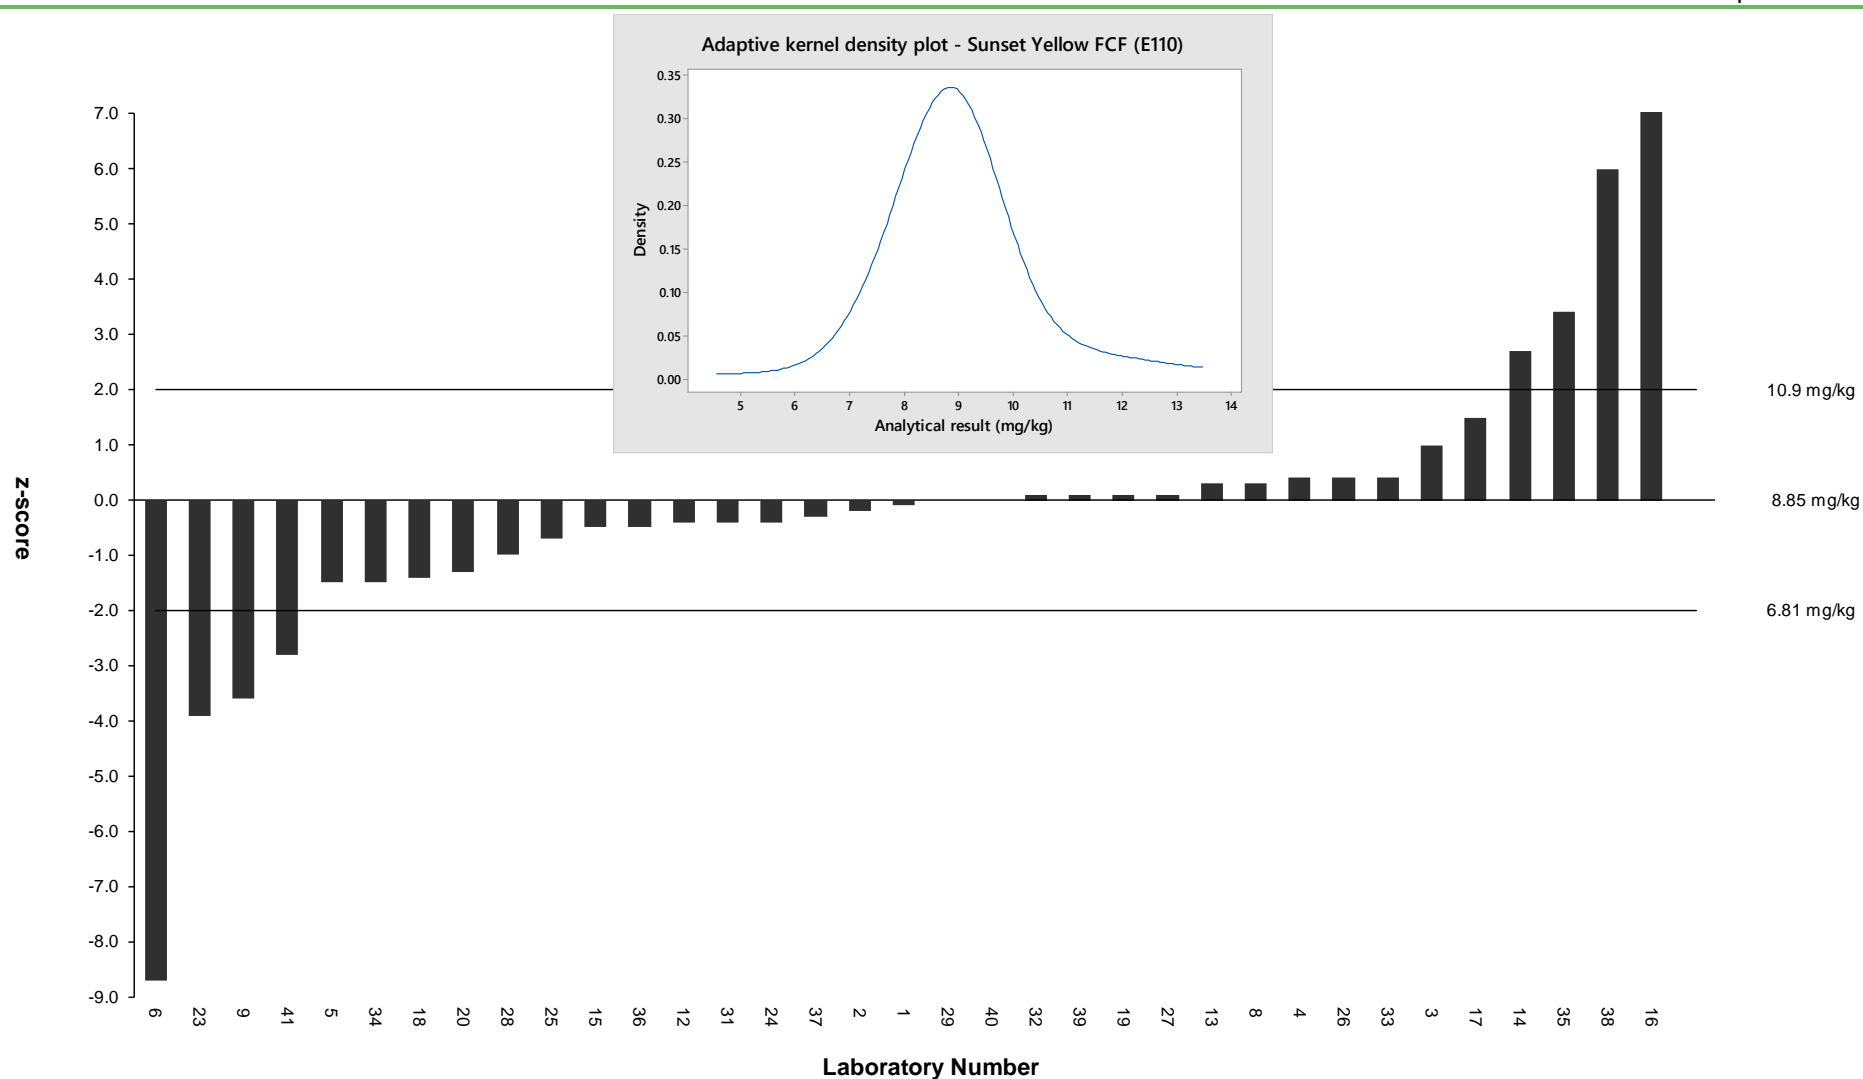 Adaptive kernel density plot - Sunset Yellow FCF (E110)
0.35
0.30
0.25
0.20
0.15
0.10
0.05
0.00
Density
5 6 7 8 9 10 11 12 13 14
Analytical result (mg/kg)
7.0
6.0
5.0
4.0
3.0
2.0
1.0
0.0
-1.0
-2.0
-3.0
-4.0
-5.0
-6.0
-7.0
-8.0
-9.0
z-score
10.9 mg/kg
8.85 mg/kg
6.81 mg/kg
6 23 9 41 5 34 18 20 28 25 15 36 12 31 24 37 2 1 29 40 32 39 19 27 13 8 4 26 33 3 17 14 35 38 16
Laboratory Number